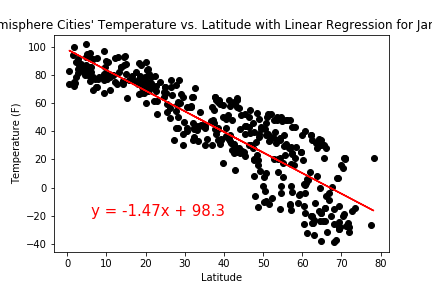 misphere Cities' Temperature vs. Latitude with Linear Regression for Jan
100
80
60
40
20
0
−20
−40
Temperature (F)
y = -1.47x + 98.3
0 10 20 30 40 50 60 70 80
Latitude